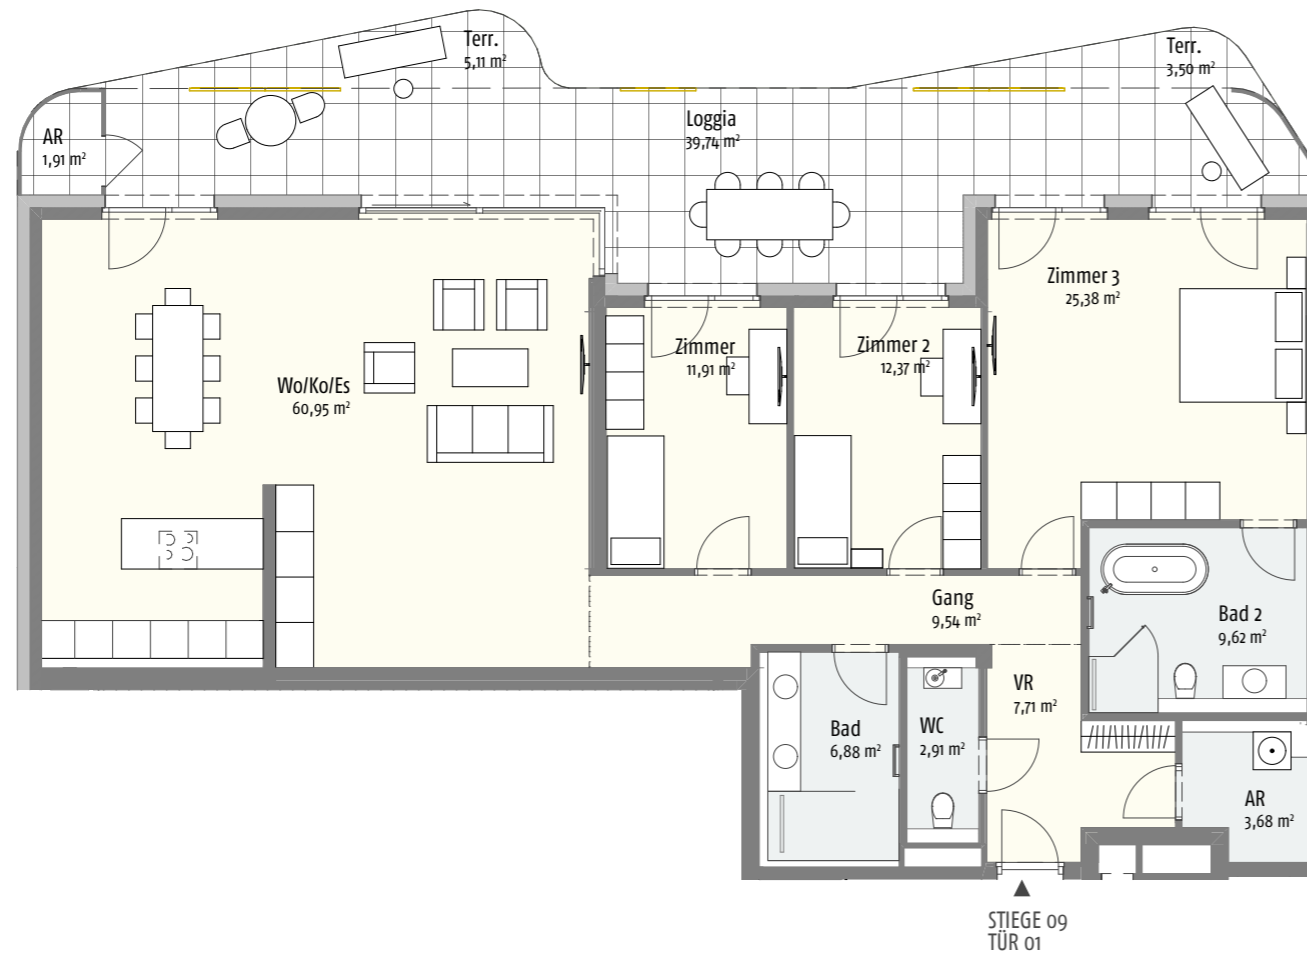 Terr.
5,11 m²
Terr.
3,50 m²
AR
1,91 m²
Loggia
39,74 m²
Zimmer 3
25,38 m²
Zimmer
11,91 m²
Zimmer 2
12,37 m²
Wo/Ko/Es
60,95 m²
Gang
9,54 m²
Bad 2
9,62 m²
VR
7,71 m²
Bad
6,88 m²
WC
2,91 m²
AR
3,68 m²
STIEGE 09
TÜR 01